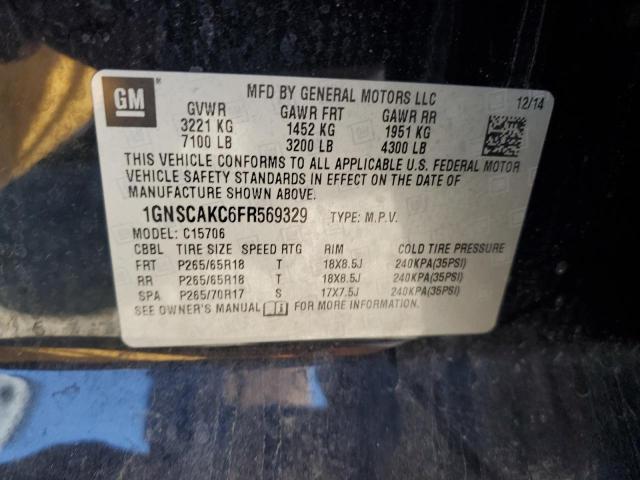 GM
MFD BY GENERAL MOTORS LLC 12/14
GVWR GAWR FRT GAWR RR
3221 KG 1452 KG 1951 KG
7100 LB 3200 LB 4300 LB
THIS VEHICLE CONFORMS TO ALL APPLICABLE U.S. FEDERAL MOTOR
VEHICLE SAFETY STANDARDS IN EFFECT ON THE DATE OF
MANUFACTURE SHOWN ABOVE.
1GNSCAKC6FR569329 TYPE: M.P.V.
MODEL: C15706
CBBL TIRE SIZE SPEED RTG RIM COLD TIRE PRESSURE
FRT P265/65R18 T 18X8.5J 240KPA(35PSI)
RR P265/65R18 T 18X8.5J 240KPA(35PSI)
SPA P265/70R17 S 17X7.5J 240KPA(35PSI)
SEE OWNER'S MANUAL FOR MORE INFORMATION.